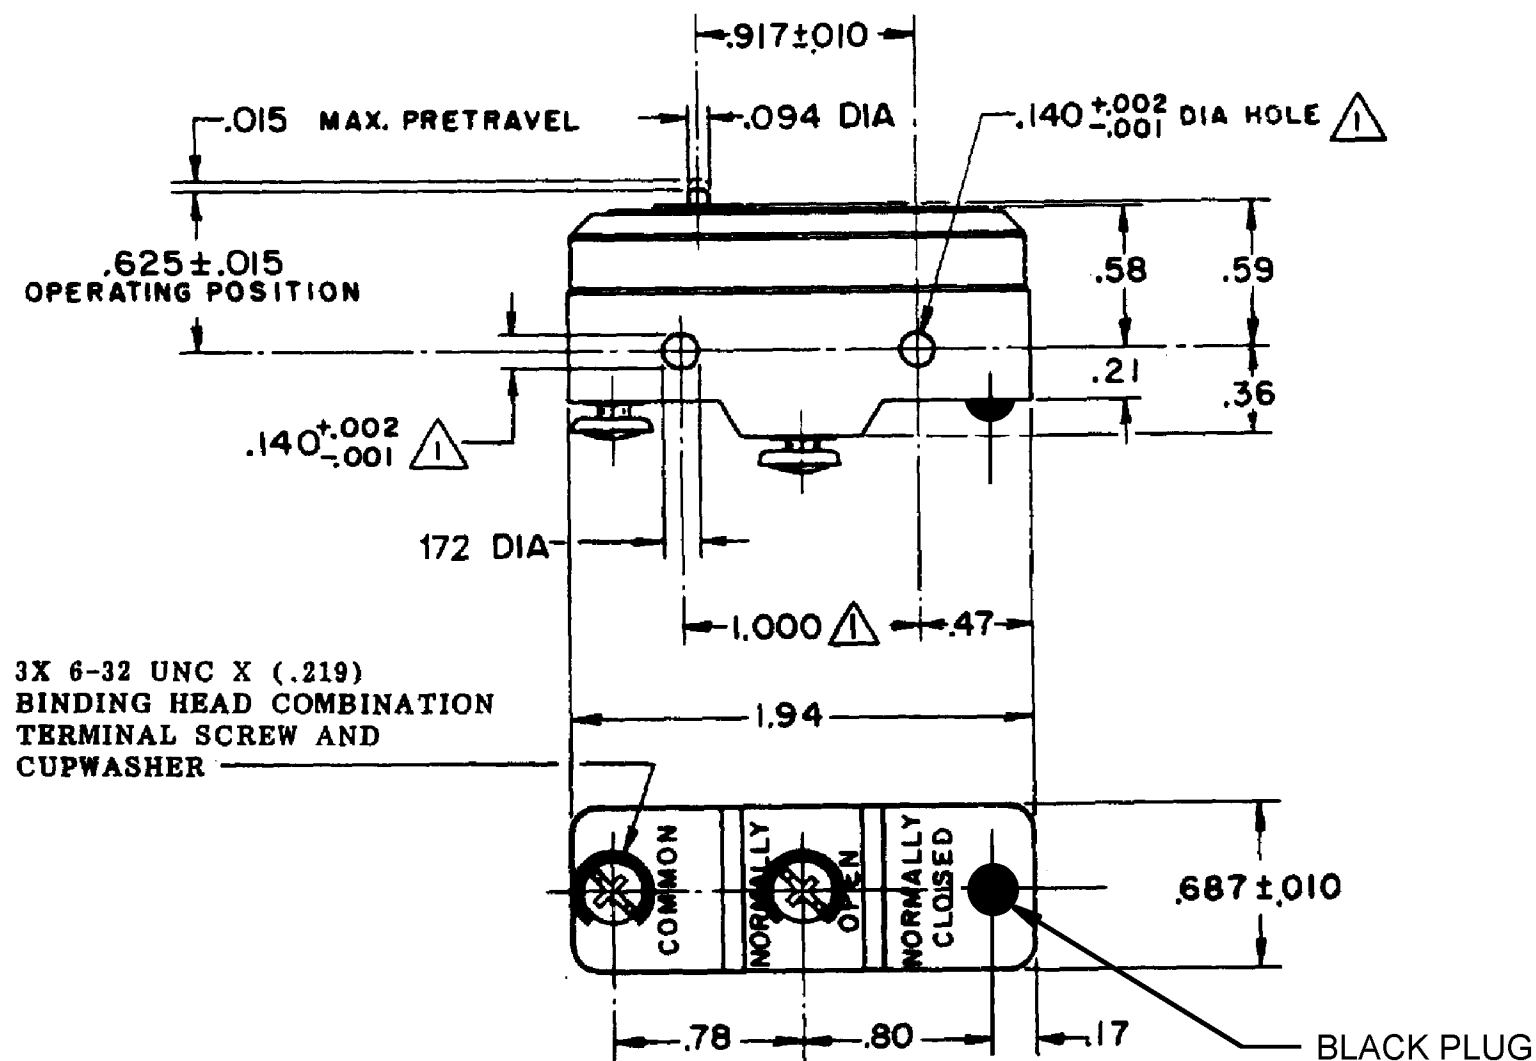 .917±.010
.015 MAX. PRETRAVEL
.094 DIA
.140 +.002 -.001 DIA HOLE 1
.625±.015
OPERATING POSITION
.58
.59
.21
.36
.140 +.002 -.001 1
172 DIA
1.000 1
.47
3X 6-32 UNC X (.219)
BINDING HEAD COMBINATION
TERMINAL SCREW AND
CUPWASHER
1.94
COMMON
NORMALLY
OPEN
NORMALLY
CLOISED
.687±.010
.78
.80
.17
BLACK PLUG